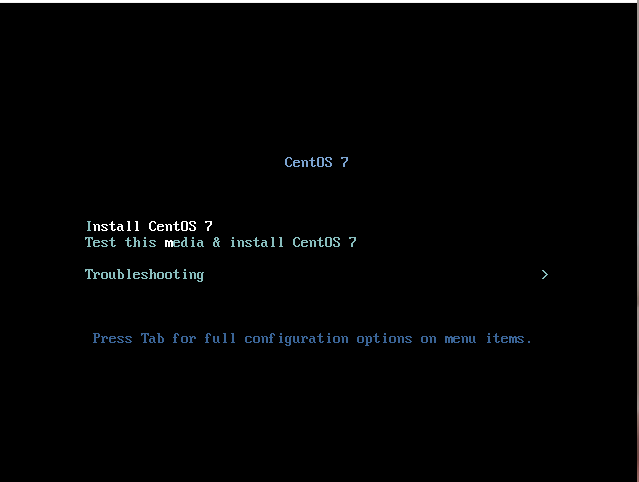 CentOS 7
Install CentOS 7
Test this media & install CentOS 7
Troubleshooting >
Press Tab for full configuration options on menu items.